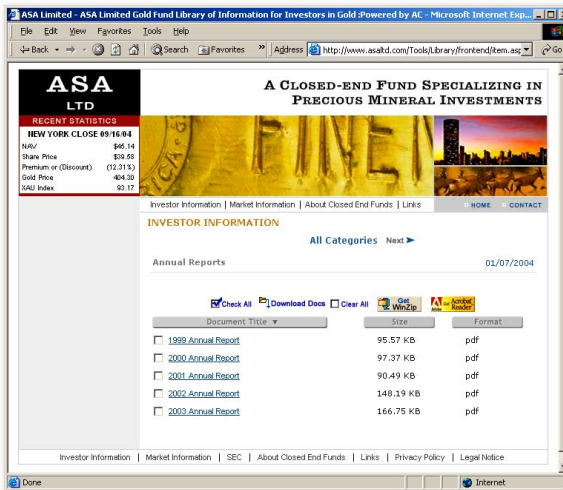 ASA Limited - ASA Limited Gold Fund Library of Information for Investors in Gold :Powered by AC - Microsoft Internet Exp...
File Edit View Favorites Tools Help
Back Search Favorites » Address http://www.asaltd.com/Tools/Library/frontend/item.asp Go
ASA
LTD
A CLOSED-END FUND SPECIALIZING IN
PRECIOUS MINERAL INVESTMENTS
RECENT STATISTICS
NEW YORK CLOSE 09/16/04
NAV $45.14
Share Price $39.58
Premium or (Discount) (12.31%)
Gold Price 404.30
XAU Index 93.17
FINE
Investor Information | Market Information | About Closed End Funds | Links
HOME CONTACT
INVESTOR INFORMATION
All Categories Next
Annual Reports 01/07/2004
Check All Download Docs Clear All Get WinZip Get Acrobat Reader Adobe
Document Title ▼ Size Format
1999 Annual Report 95.57 KB pdf
2000 Annual Report 97.37 KB pdf
2001 Annual Report 90.49 KB pdf
2002 Annual Report 148.19 KB pdf
2003 Annual Report 166.75 KB pdf
Investor Information | Market Information | SEC | About Closed End Funds | Links | Privacy Policy | Legal Notice
Done Internet